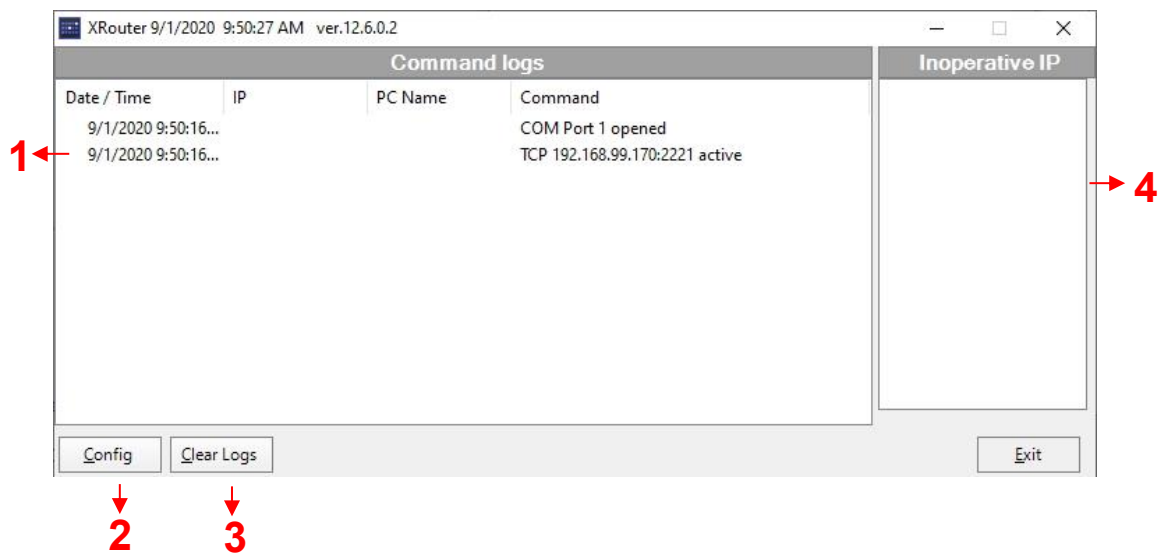 XRouter 9/1/2020 9:50:27 AM ver.12.6.0.2
Command logs
Inoperative IP
Date / Time IP PC Name Command
9/1/2020 9:50:16... COM Port 1 opened
1 9/1/2020 9:50:16... TCP 192.168.99.170:2221 active
4
Config Clear Logs Exit
2 3